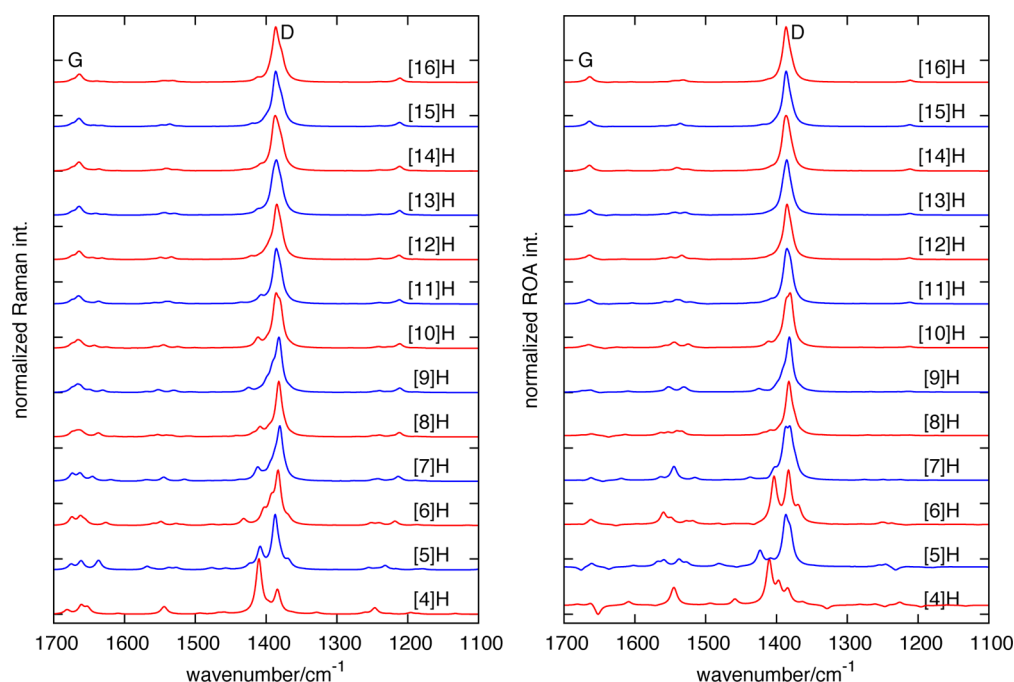 normalized Raman int.
G
D
[16]H
[15]H
[14]H
[13]H
[12]H
[11]H
[10]H
[9]H
[8]H
[7]H
[6]H
[5]H
[4]H
1700 1600 1500 1400 1300 1200 1100
wavenumber/cm⁻¹
normalized ROA int.
G
D
[16]H
[15]H
[14]H
[13]H
[12]H
[11]H
[10]H
[9]H
[8]H
[7]H
[6]H
[5]H
[4]H
1700 1600 1500 1400 1300 1200 1100
wavenumber/cm⁻¹